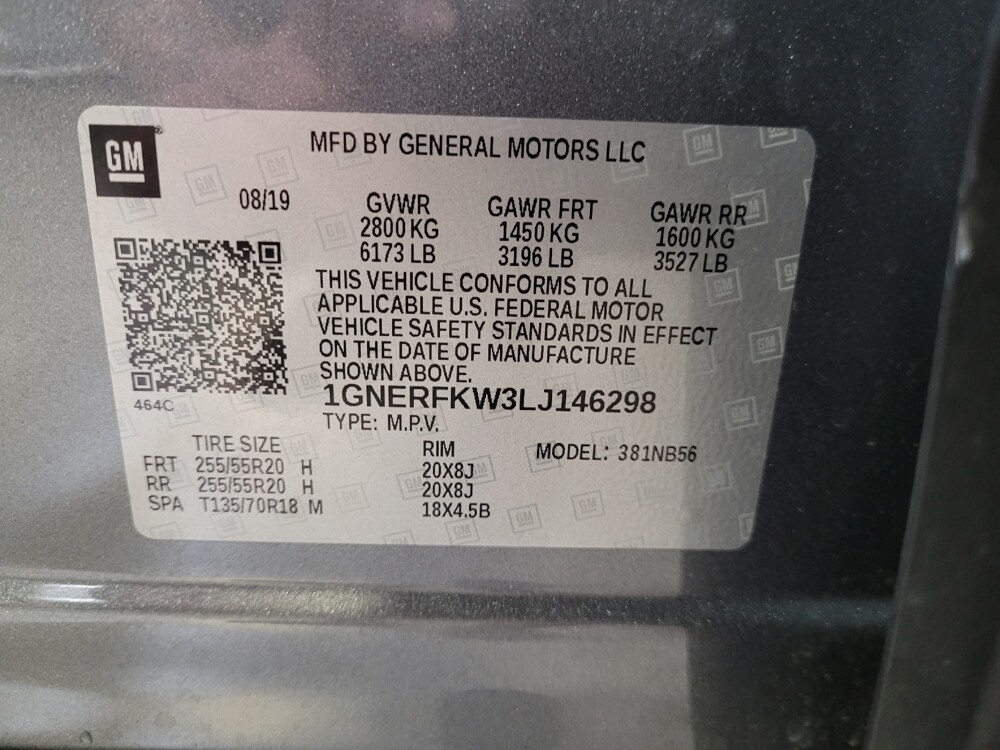 GM
MFD BY GENERAL MOTORS LLC
08/19 GVWR GAWR FRT GAWR RR
2800 KG 1450 KG 1600 KG
6173 LB 3196 LB 3527 LB
THIS VEHICLE CONFORMS TO ALL
APPLICABLE U.S. FEDERAL MOTOR
VEHICLE SAFETY STANDARDS IN EFFECT
ON THE DATE OF MANUFACTURE
SHOWN ABOVE.
1GNERFKW3LJ146298
464C
TYPE: M.P.V.
TIRE SIZE RIM MODEL: 381NB56
FRT 255/55R20 H 20X8J
RR 255/55R20 H 20X8J
SPA T135/70R18 M 18X4.5B